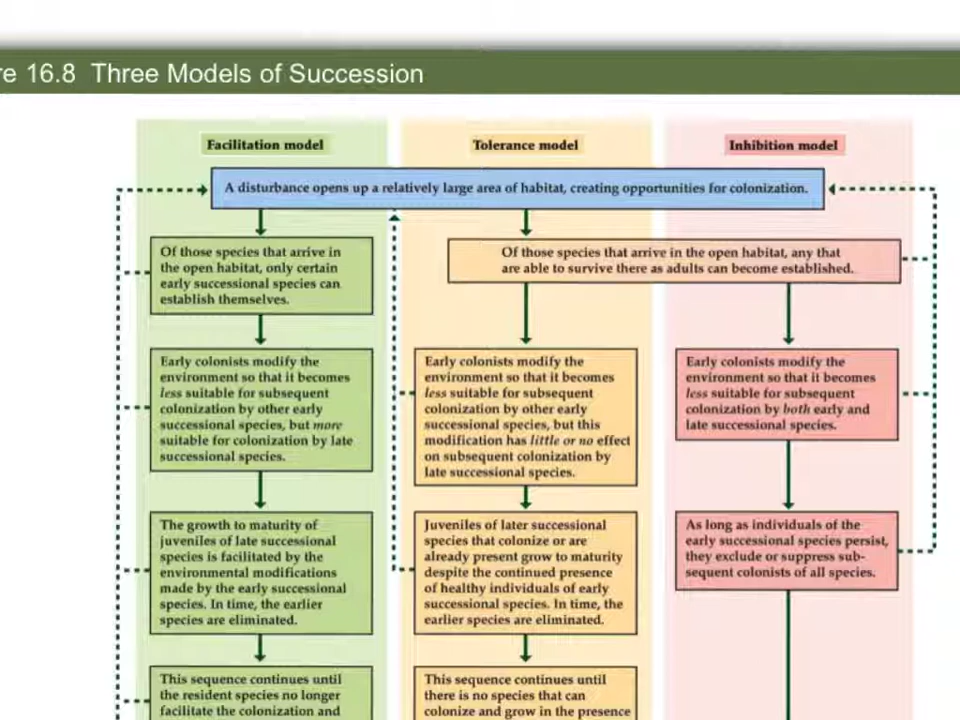 re 16.8 Three Models of Succession
Facilitation model
Tolerance model
Inhibition model
A disturbance opens up a relatively large area of habitat, creating opportunities for colonization.
Of those species that arrive in
the open habitat, only certain
early successional species can
establish themselves.
Of those species that arrive in the open habitat, any that
are able to survive there as adults can become established.
Early colonists modify the
environment so that it becomes
less suitable for subsequent
colonization by other early
successional species, but more
suitable for colonization by late
successional species.
Early colonists modify the
environment so that it becomes
less suitable for subsequent
colonization by other early
successional species, but this
modification has little or no effect
on subsequent colonization by
late successional species.
Early colonists modify the
environment so that it becomes
less suitable for subsequent
colonization by both early and
late successional species.
The growth to maturity of
juveniles of late successional
species is facilitated by the
environmental modifications
made by the early successional
species. In time, the earlier
species are eliminated.
Juveniles of later successional
species that colonize or are
already present grow to maturity
despite the continued presence
of healthy individuals of early
successional species. In time, the
earlier species are eliminated.
As long as individuals of the
early successional species persist,
they exclude or suppress sub-
sequent colonists of all species.
This sequence continues until
the resident species no longer
facilitate the colonization and
This sequence continues until
there is no species that can
colonize and grow in the presence